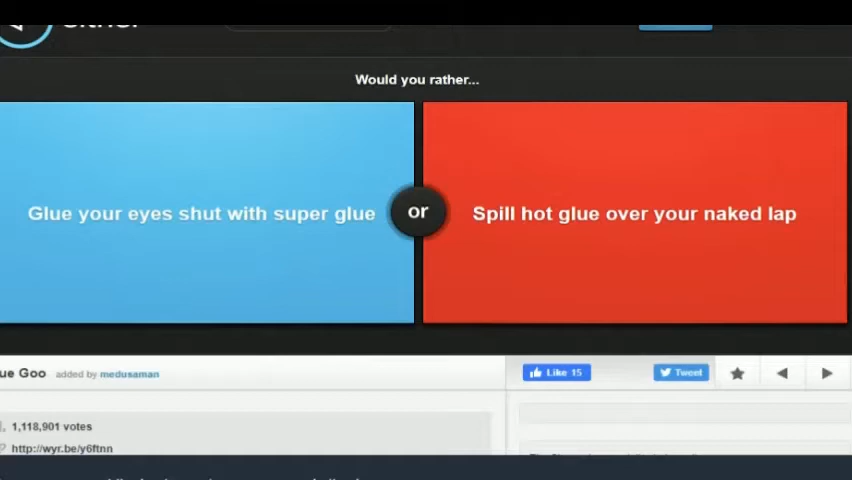 Would you rather...
Glue your eyes shut with super glue
or
Spill hot glue over your naked lap
ue Goo added by medusaman
Like 15
Tweet
1,118,901 votes
http://wyr.be/y6ftnn